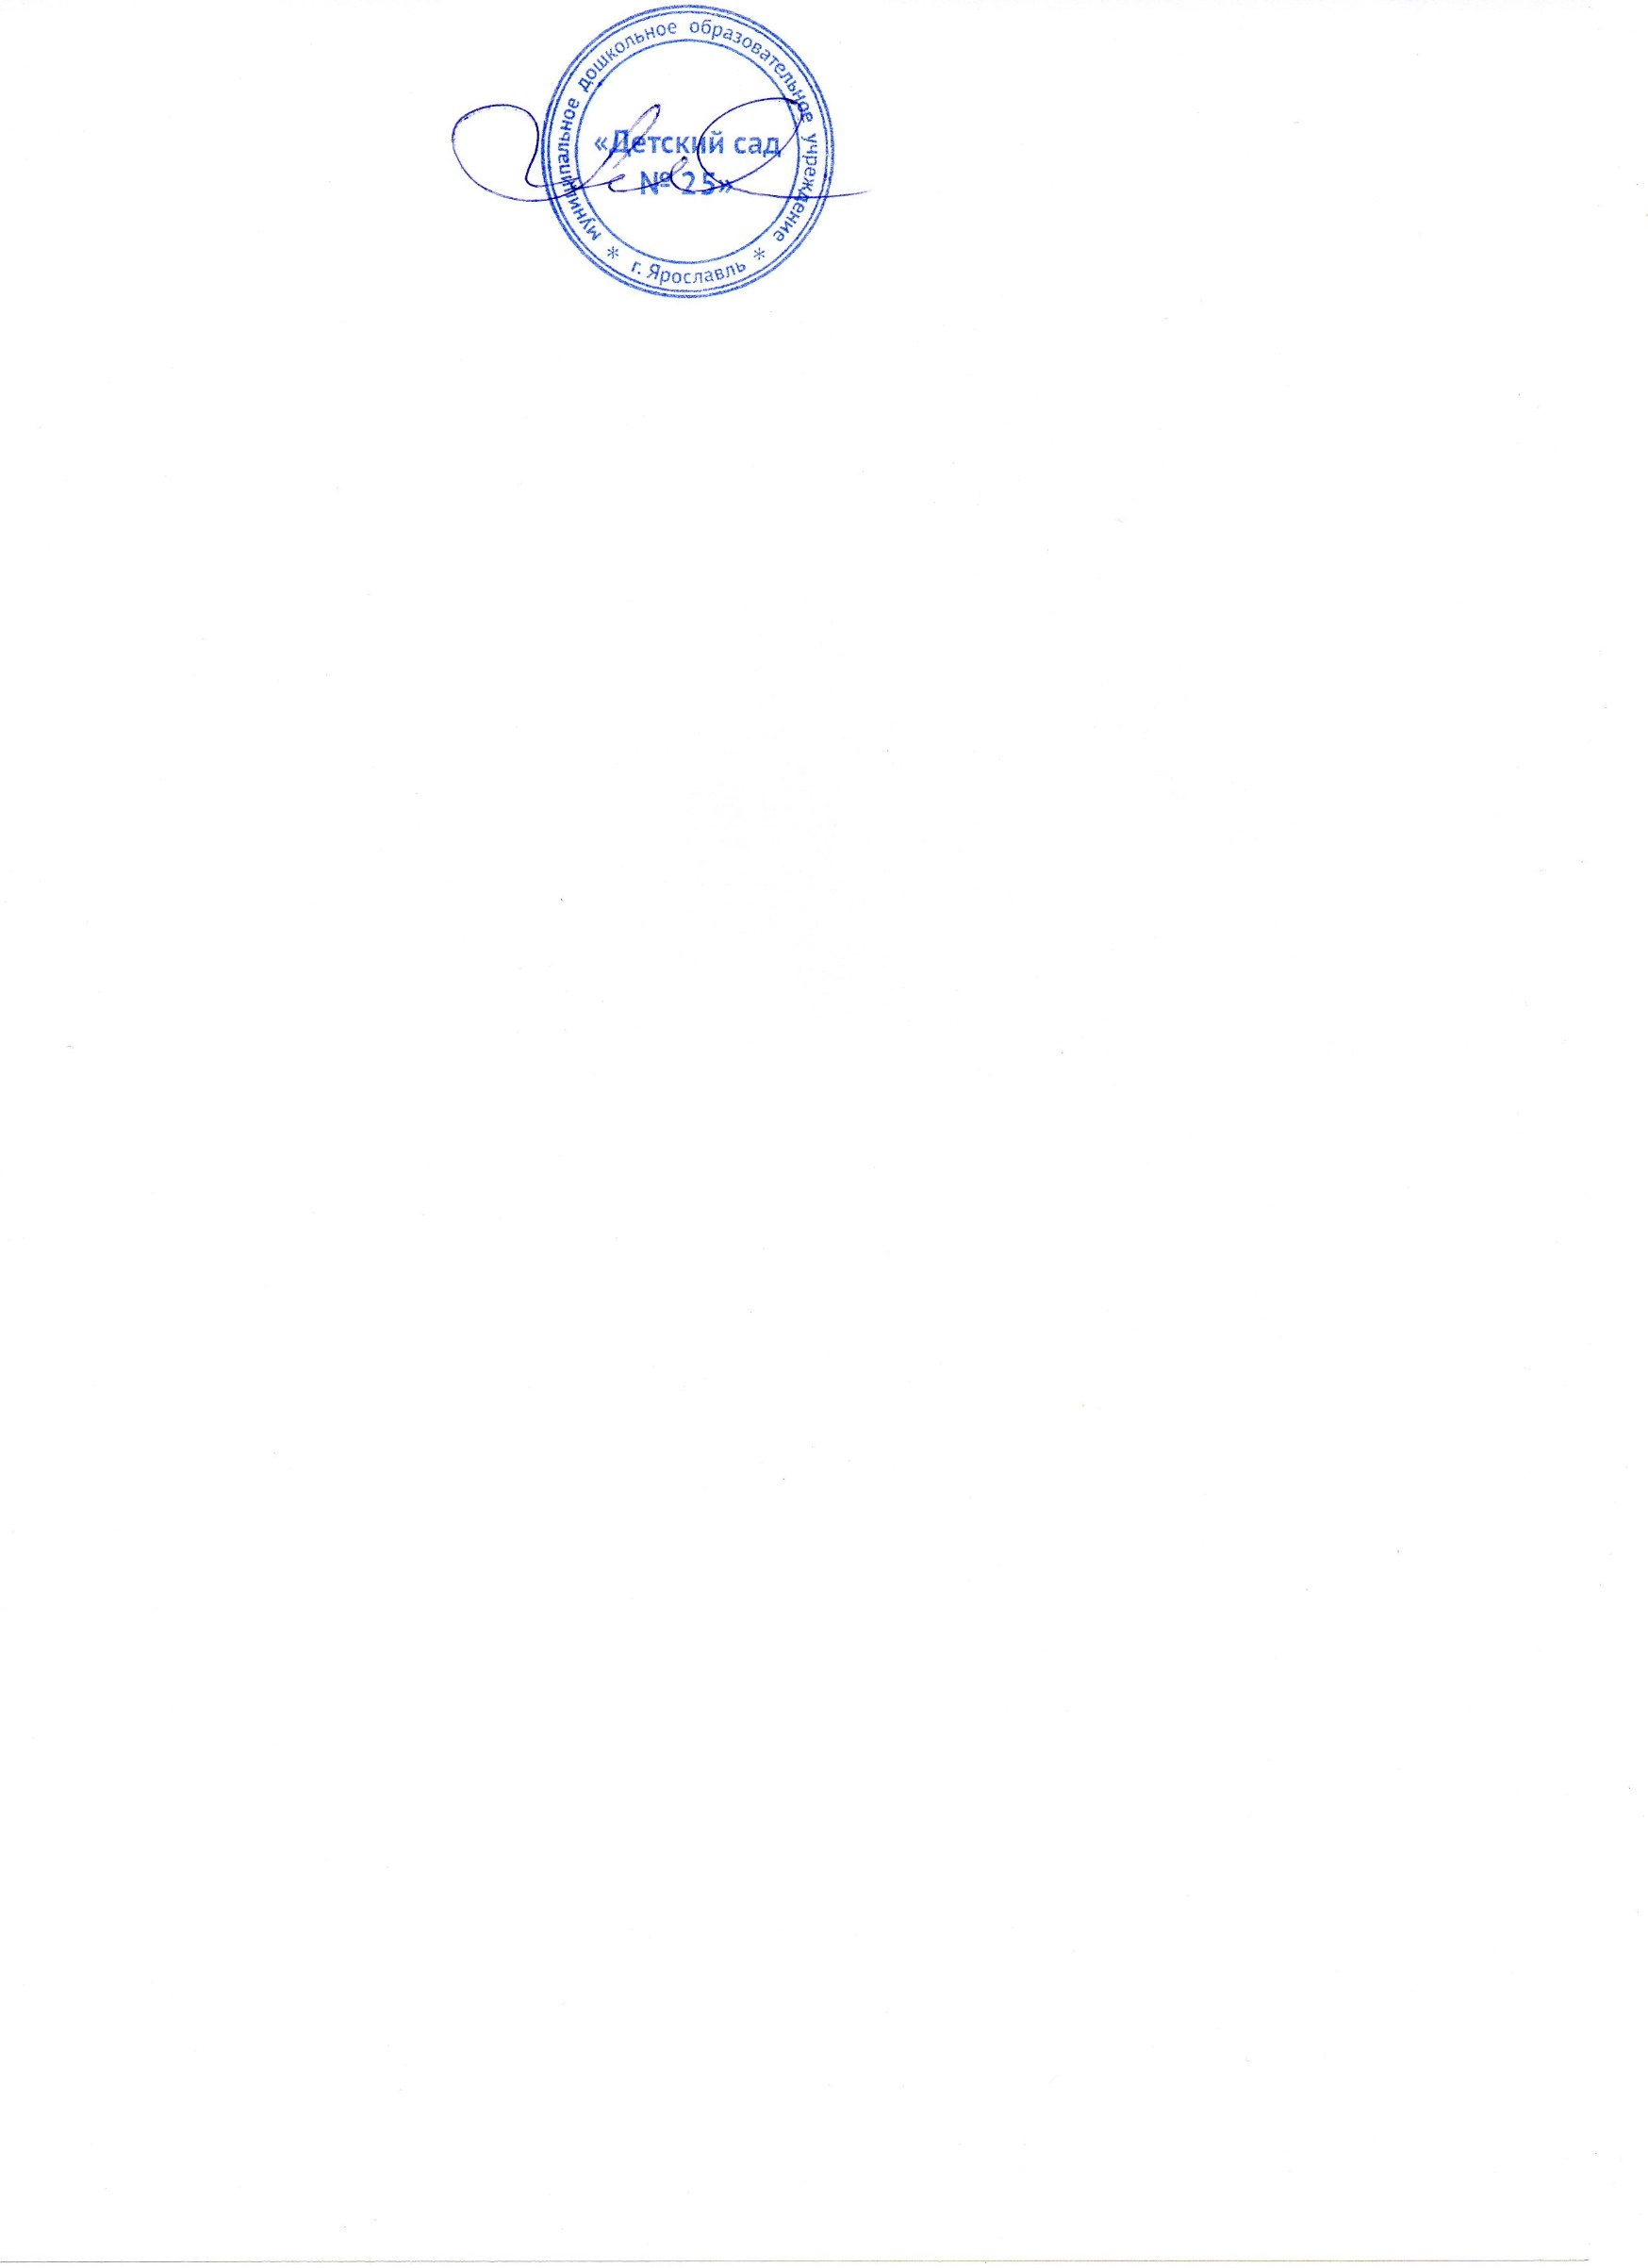 муниципальное дошкольное образовательное учреждение
«Детский сад
№ 25»
* г. Ярославль *